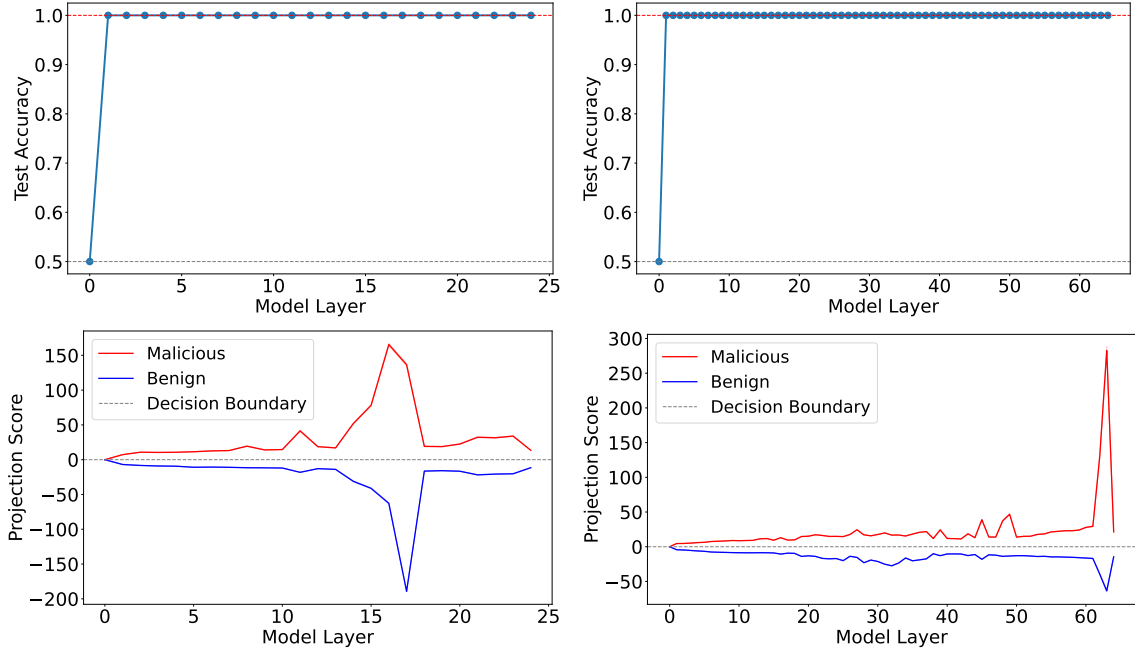 1.0
0.9
0.8
0.7
0.6
0.5
Test Accuracy
0 5 10 15 20 25
Model Layer
1.0
0.9
0.8
0.7
0.6
0.5
Test Accuracy
0 10 20 30 40 50 60
Model Layer
150
100
50
0
−50
−100
−150
−200
Projection Score
Malicious
Benign
Decision Boundary
0 5 10 15 20 25
Model Layer
300
250
200
150
100
50
0
−50
Projection Score
Malicious
Benign
Decision Boundary
0 10 20 30 40 50 60
Model Layer